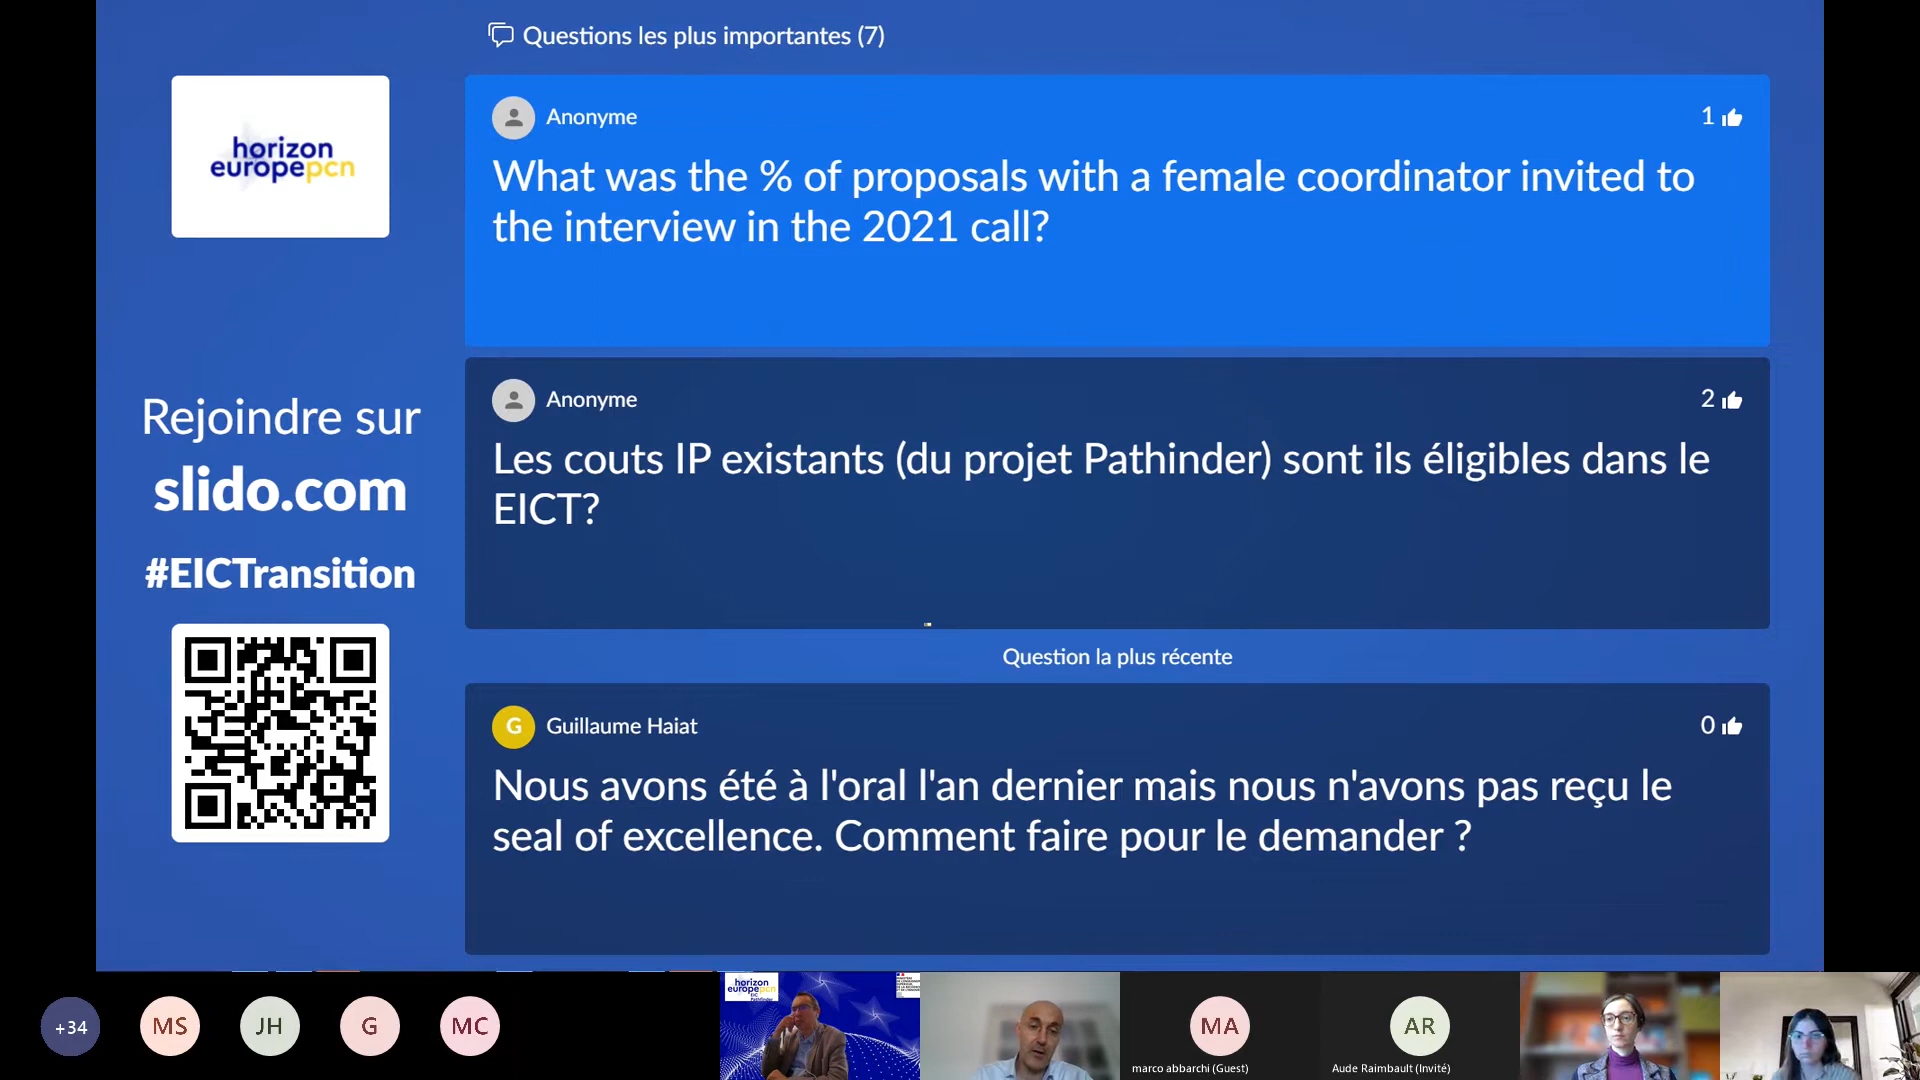 Questions les plus importantes (7)
horizon
europepcn
Anonyme
1
What was the % of proposals with a female coordinator invited to
the interview in the 2021 call?
Rejoindre sur
slido.com
#EICTransition
Anonyme
2
Les couts IP existants (du projet Pathinder) sont ils éligibles dans le
EICT?
Question la plus récente
G
Guillaume Haiat
0
Nous avons été à l'oral l'an dernier mais nous n'avons pas reçu le
seal of excellence. Comment faire pour le demander ?
+34
MS
JH
G
MC
horizon
europepcn
EIC
Pathfinder
MA
marco abbarchi (Guest)
AR
Aude Raimbault (Invité)